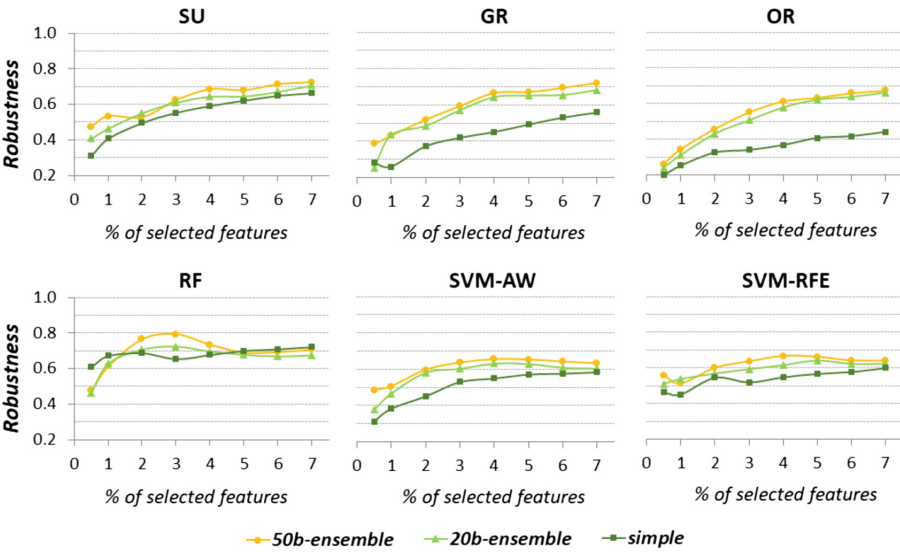 SU GR OR
Robustness
1.0
0.8
0.6
0.4
0.2
0 1 2 3 4 5 6 7
0 1 2 3 4 5 6 7
0 1 2 3 4 5 6 7
% of selected features
% of selected features
% of selected features
RF SVM-AW SVM-RFE
Robustness
1.0
0.8
0.6
0.4
0.2
0 1 2 3 4 5 6 7
0 1 2 3 4 5 6 7
0 1 2 3 4 5 6 7
% of selected features
% of selected features
% of selected features
50b-ensemble 20b-ensemble simple